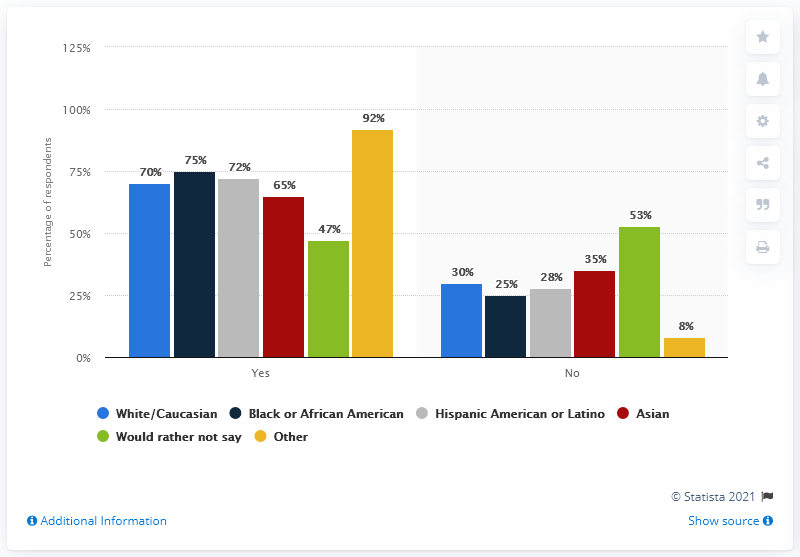 125%
100%
75%
50%
25%
0%
Percentage of respondents
70%
75%
72%
65%
47%
92%
30%
25%
28%
35%
53%
8%
Yes
No
White/Caucasian
Black or African American
Hispanic American or Latino
Asian
Would rather not say
Other
© Statista 2021
Additional Information
Show source